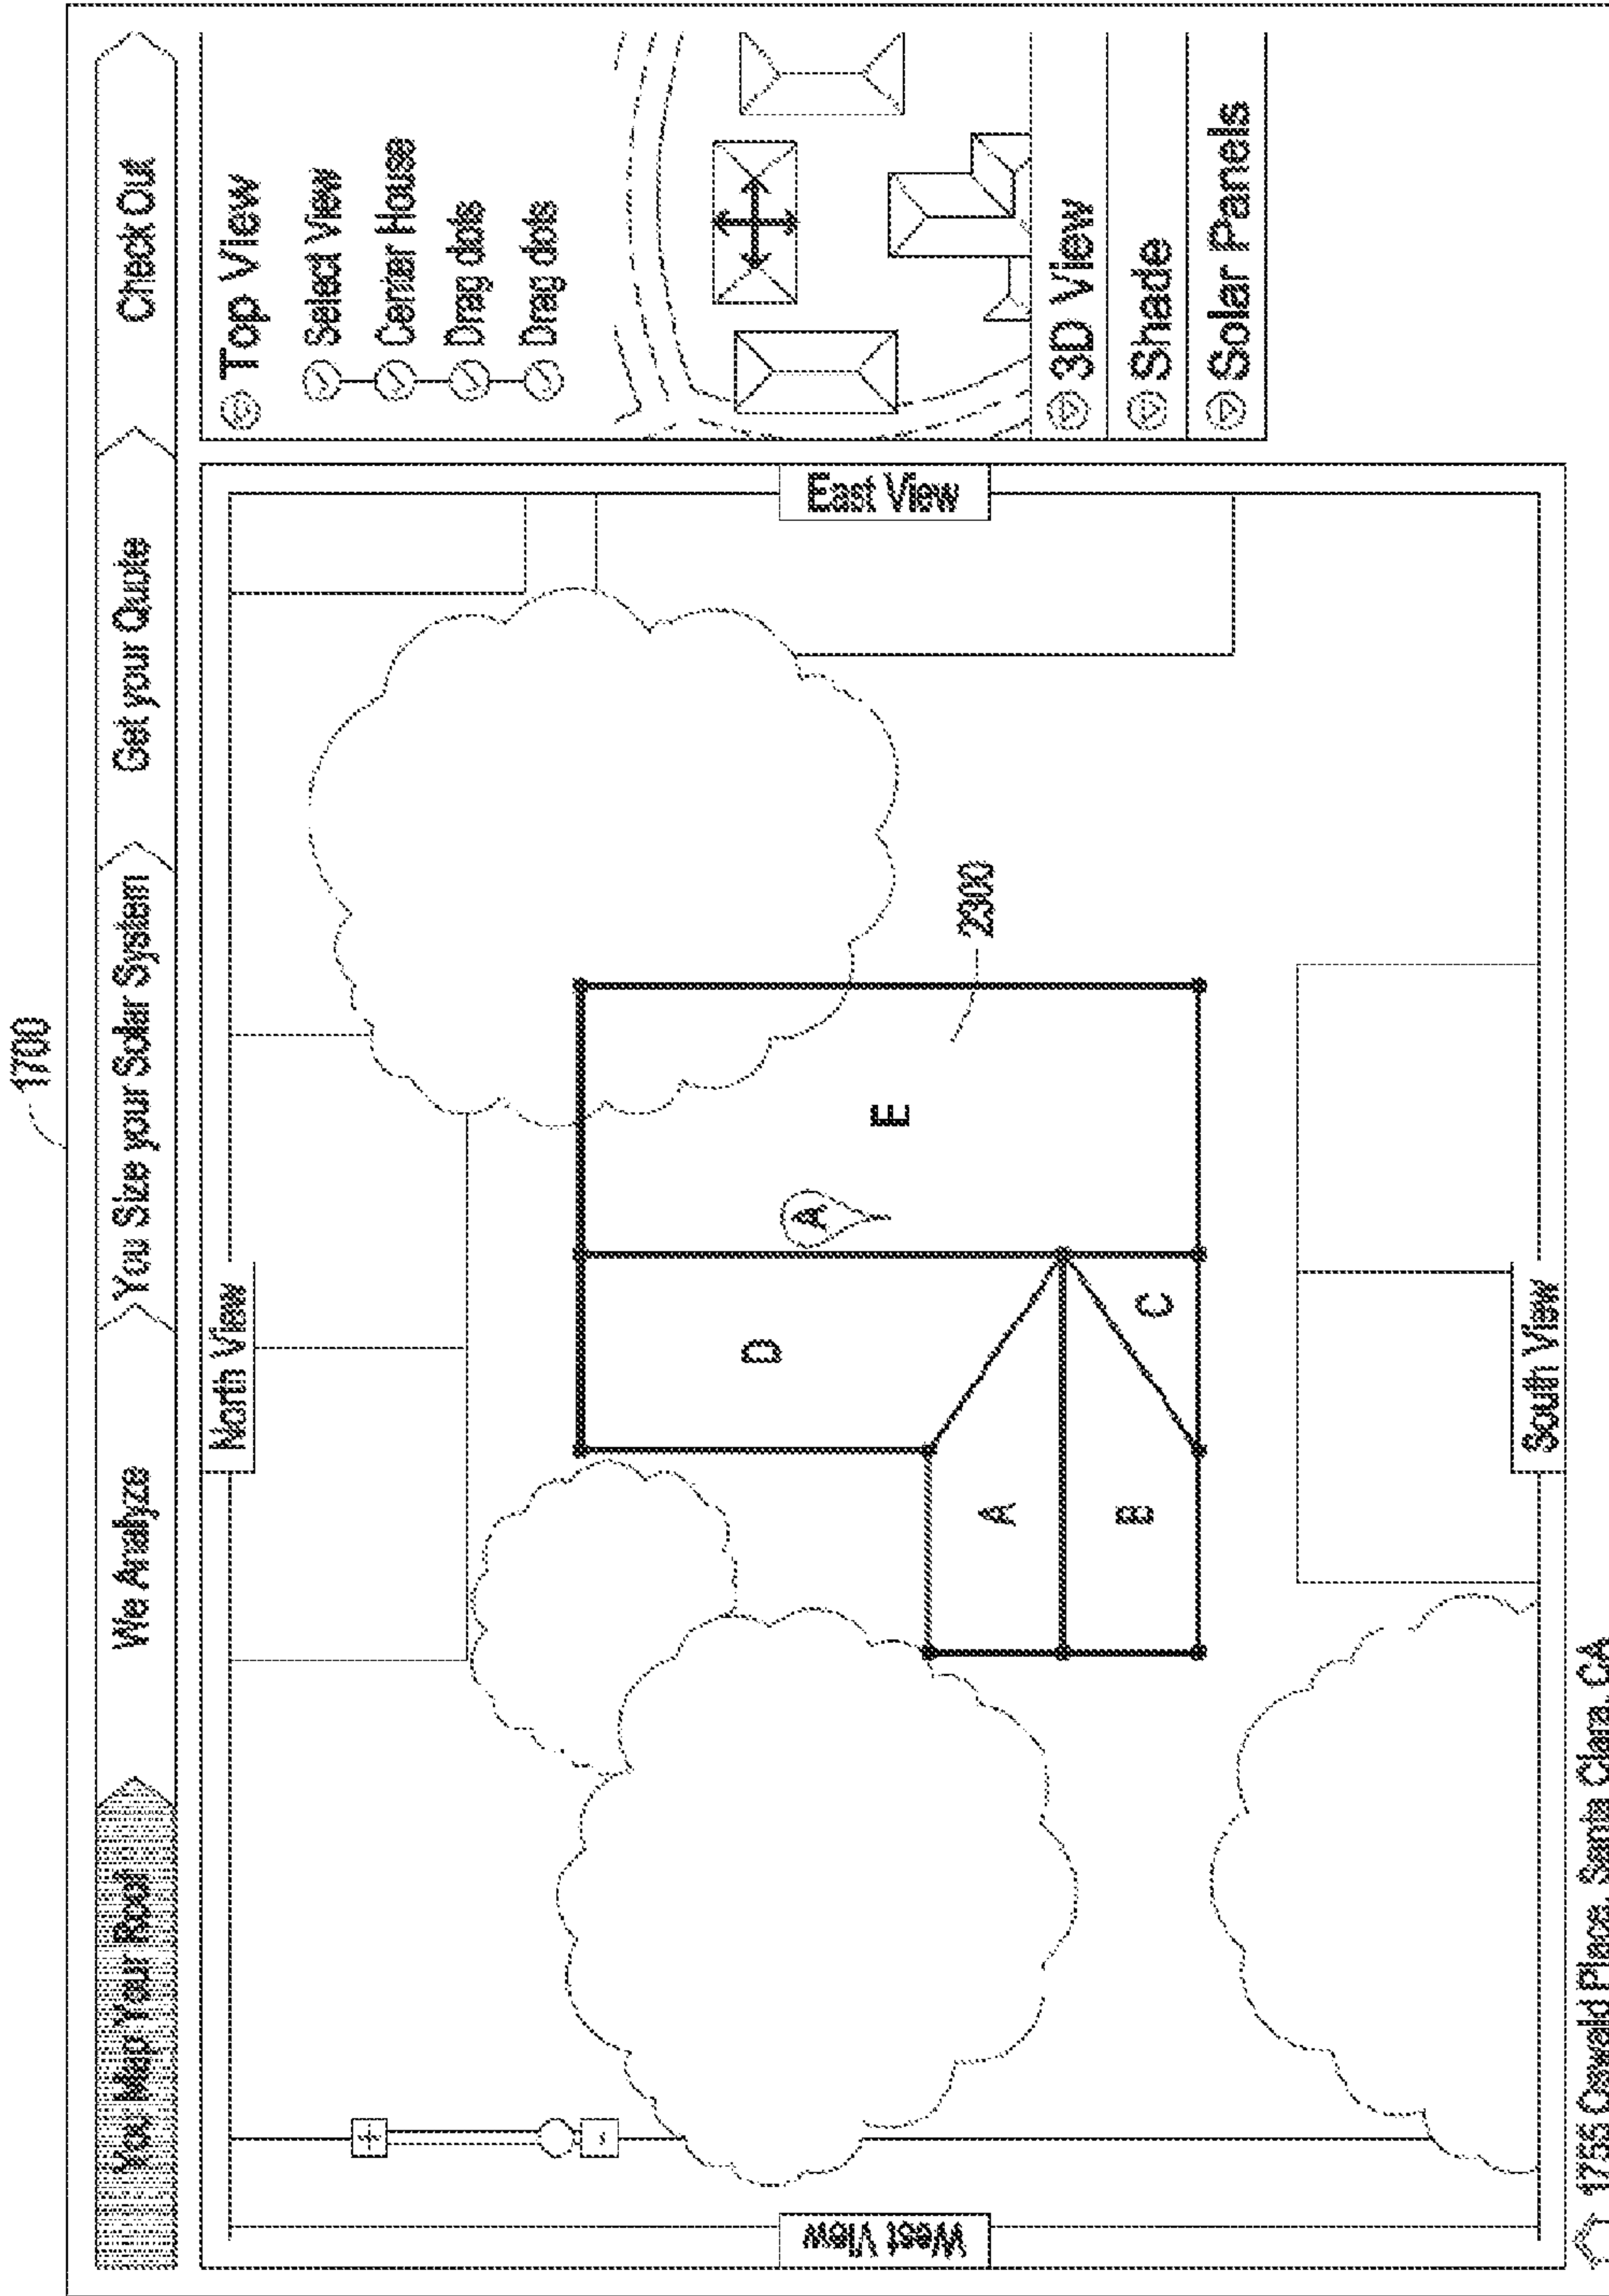 1700
You Map Your Roof
We Analyze
You Size your Solar System
Get your Quote
Check Out
North View
West View
East View
South View
D
E
A
A
B
C
2300
Top View
Select View
Center House
Drag dots
Drag dots
3D View
Shade
Solar Panels
1755 Oswald Place, Santa Clara, CA